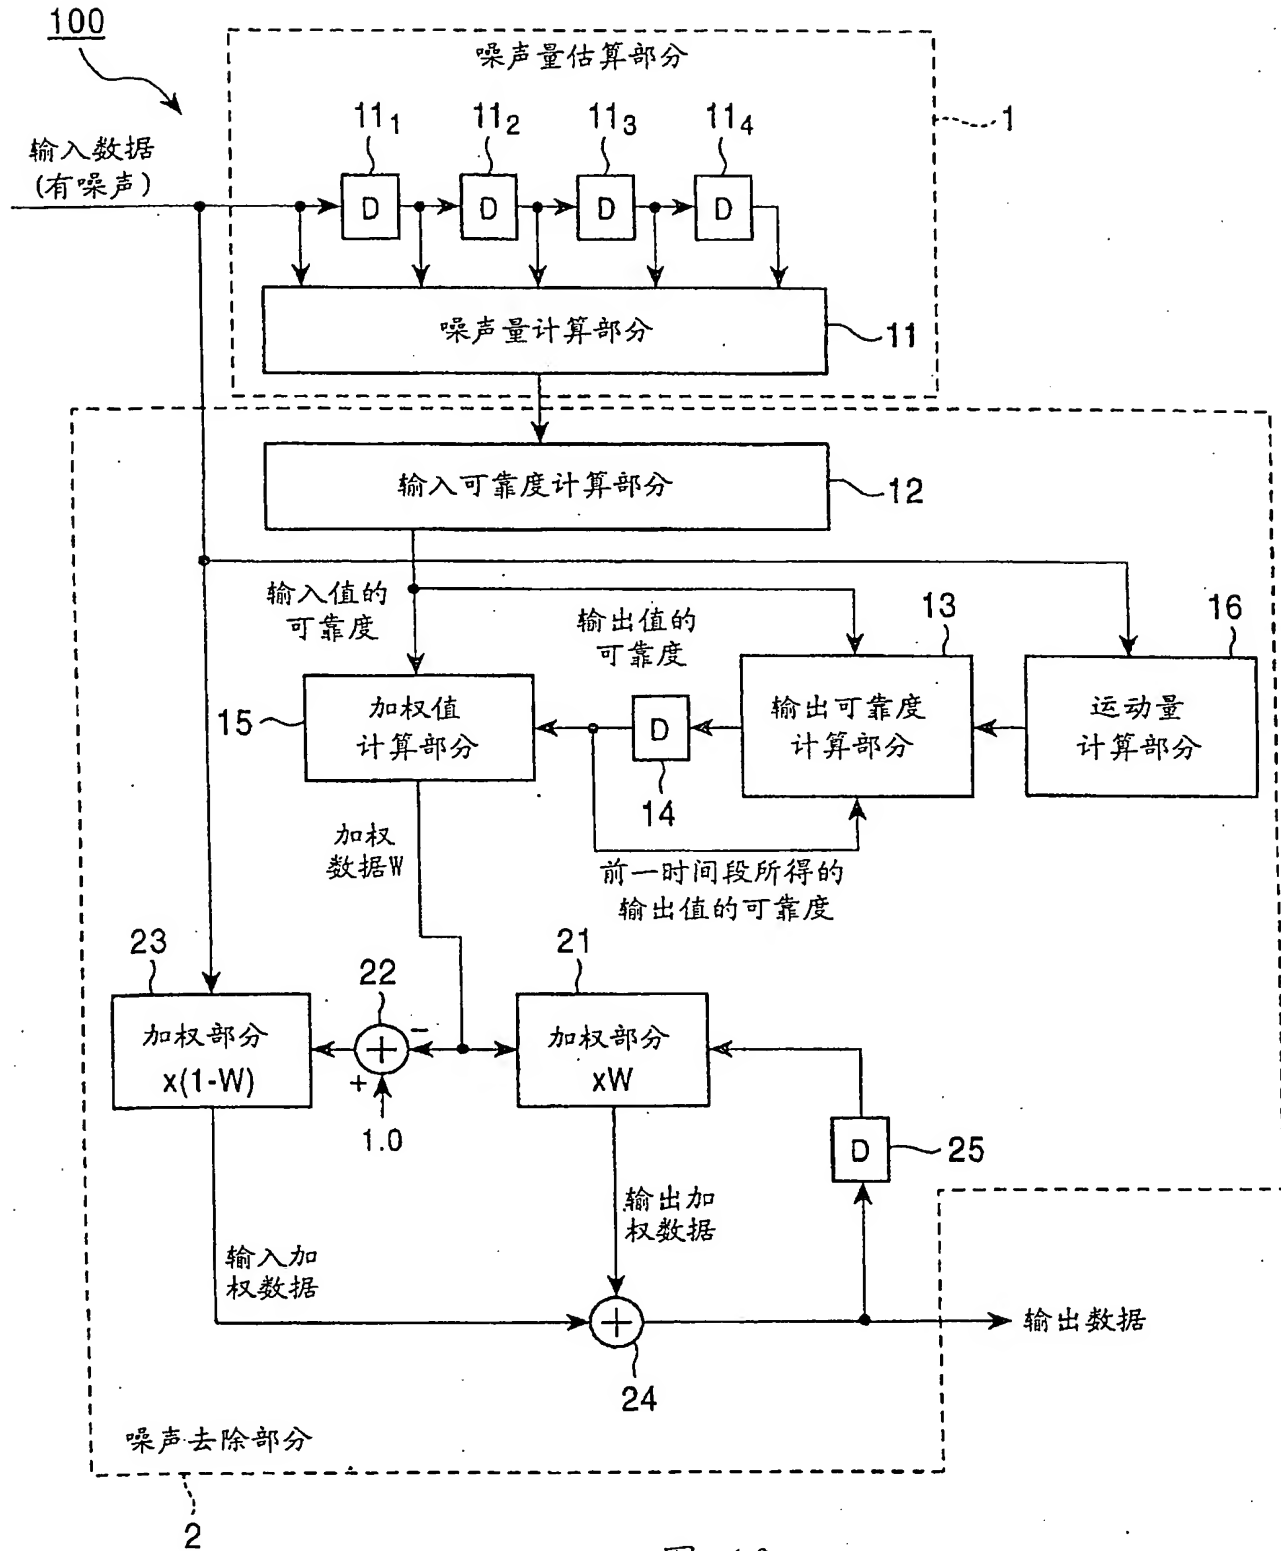 100
噪声量估算部分
1
输入数据
(有噪声)
11₁
11₂
11₃
11₄
D
D
D
D
噪声量计算部分
11
输入可靠度计算部分
12
输入值的
可靠度
输出值的
可靠度
13
16
15
加权值
计算部分
D
14
输出可靠度
计算部分
运动量
计算部分
加权
数据W
前一时间段所得的
输出值的可靠度
23
22
21
加权部分
x(1-W)
+
−
+
1.0
加权部分
xW
D
25
输入加
权数据
输出加
权数据
+
24
输出数据
噪声去除部分
2